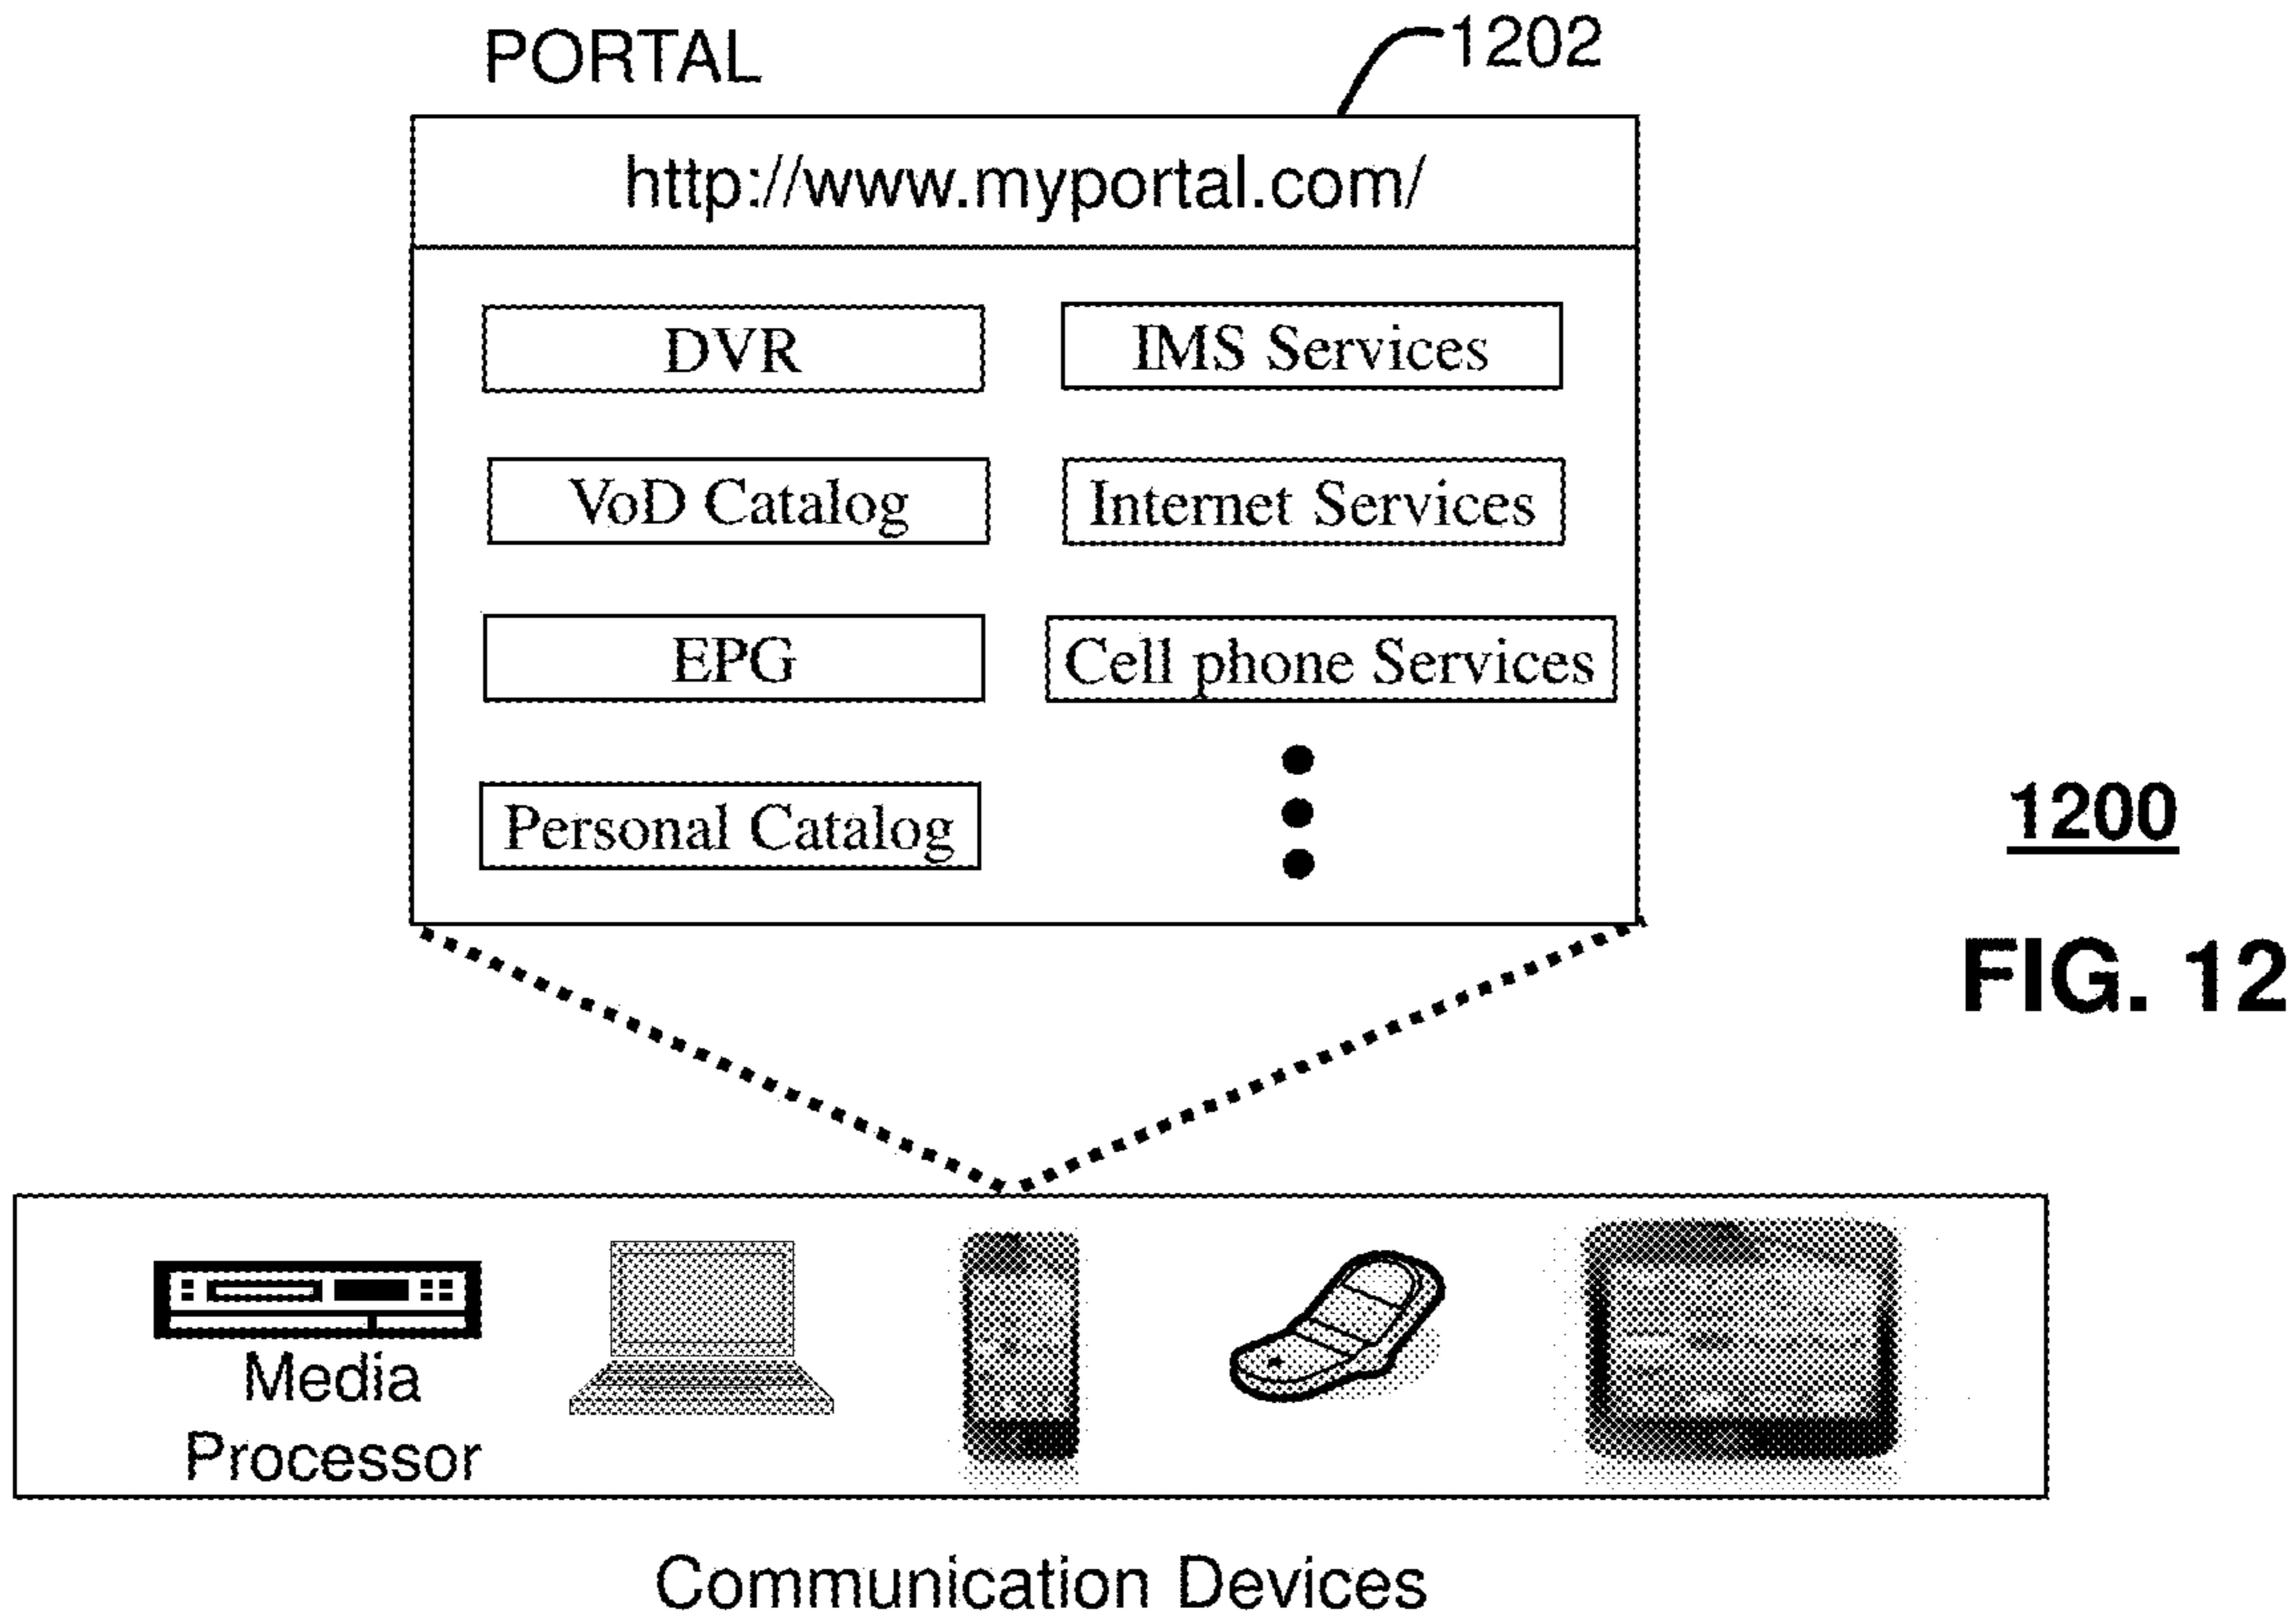 PORTAL
1202
http://www.myportal.com/
DVR
IMS Services
VoD Catalog
Internet Services
EPG
Cell phone Services
Personal Catalog
1200
FIG. 12
Media
Processor
Communication Devices